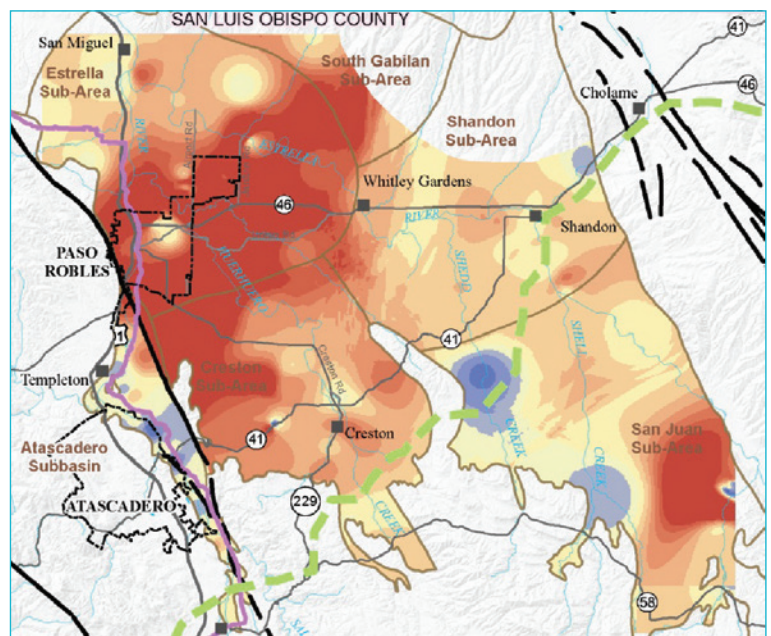 SAN LUIS OBISPO COUNTY
41
San Miguel
South Gabilan
Sub-Area
Estrella
Sub-Area
46
Cholame
Shandon
Sub-Area
RIVER
Rd
ESTRELLA
Whitley Gardens
46
RIVER
Shandon
PASO
ROBLES
HUERHUERO
SHEDD
SHELL
1
41
Templeton
Creston
Sub-Area
Creston Rd
San Juan
Sub-Area
41
Creston
Atascadero
Subbasin
CREEK
CREEK
ATASCADERO
229
CREEK
58